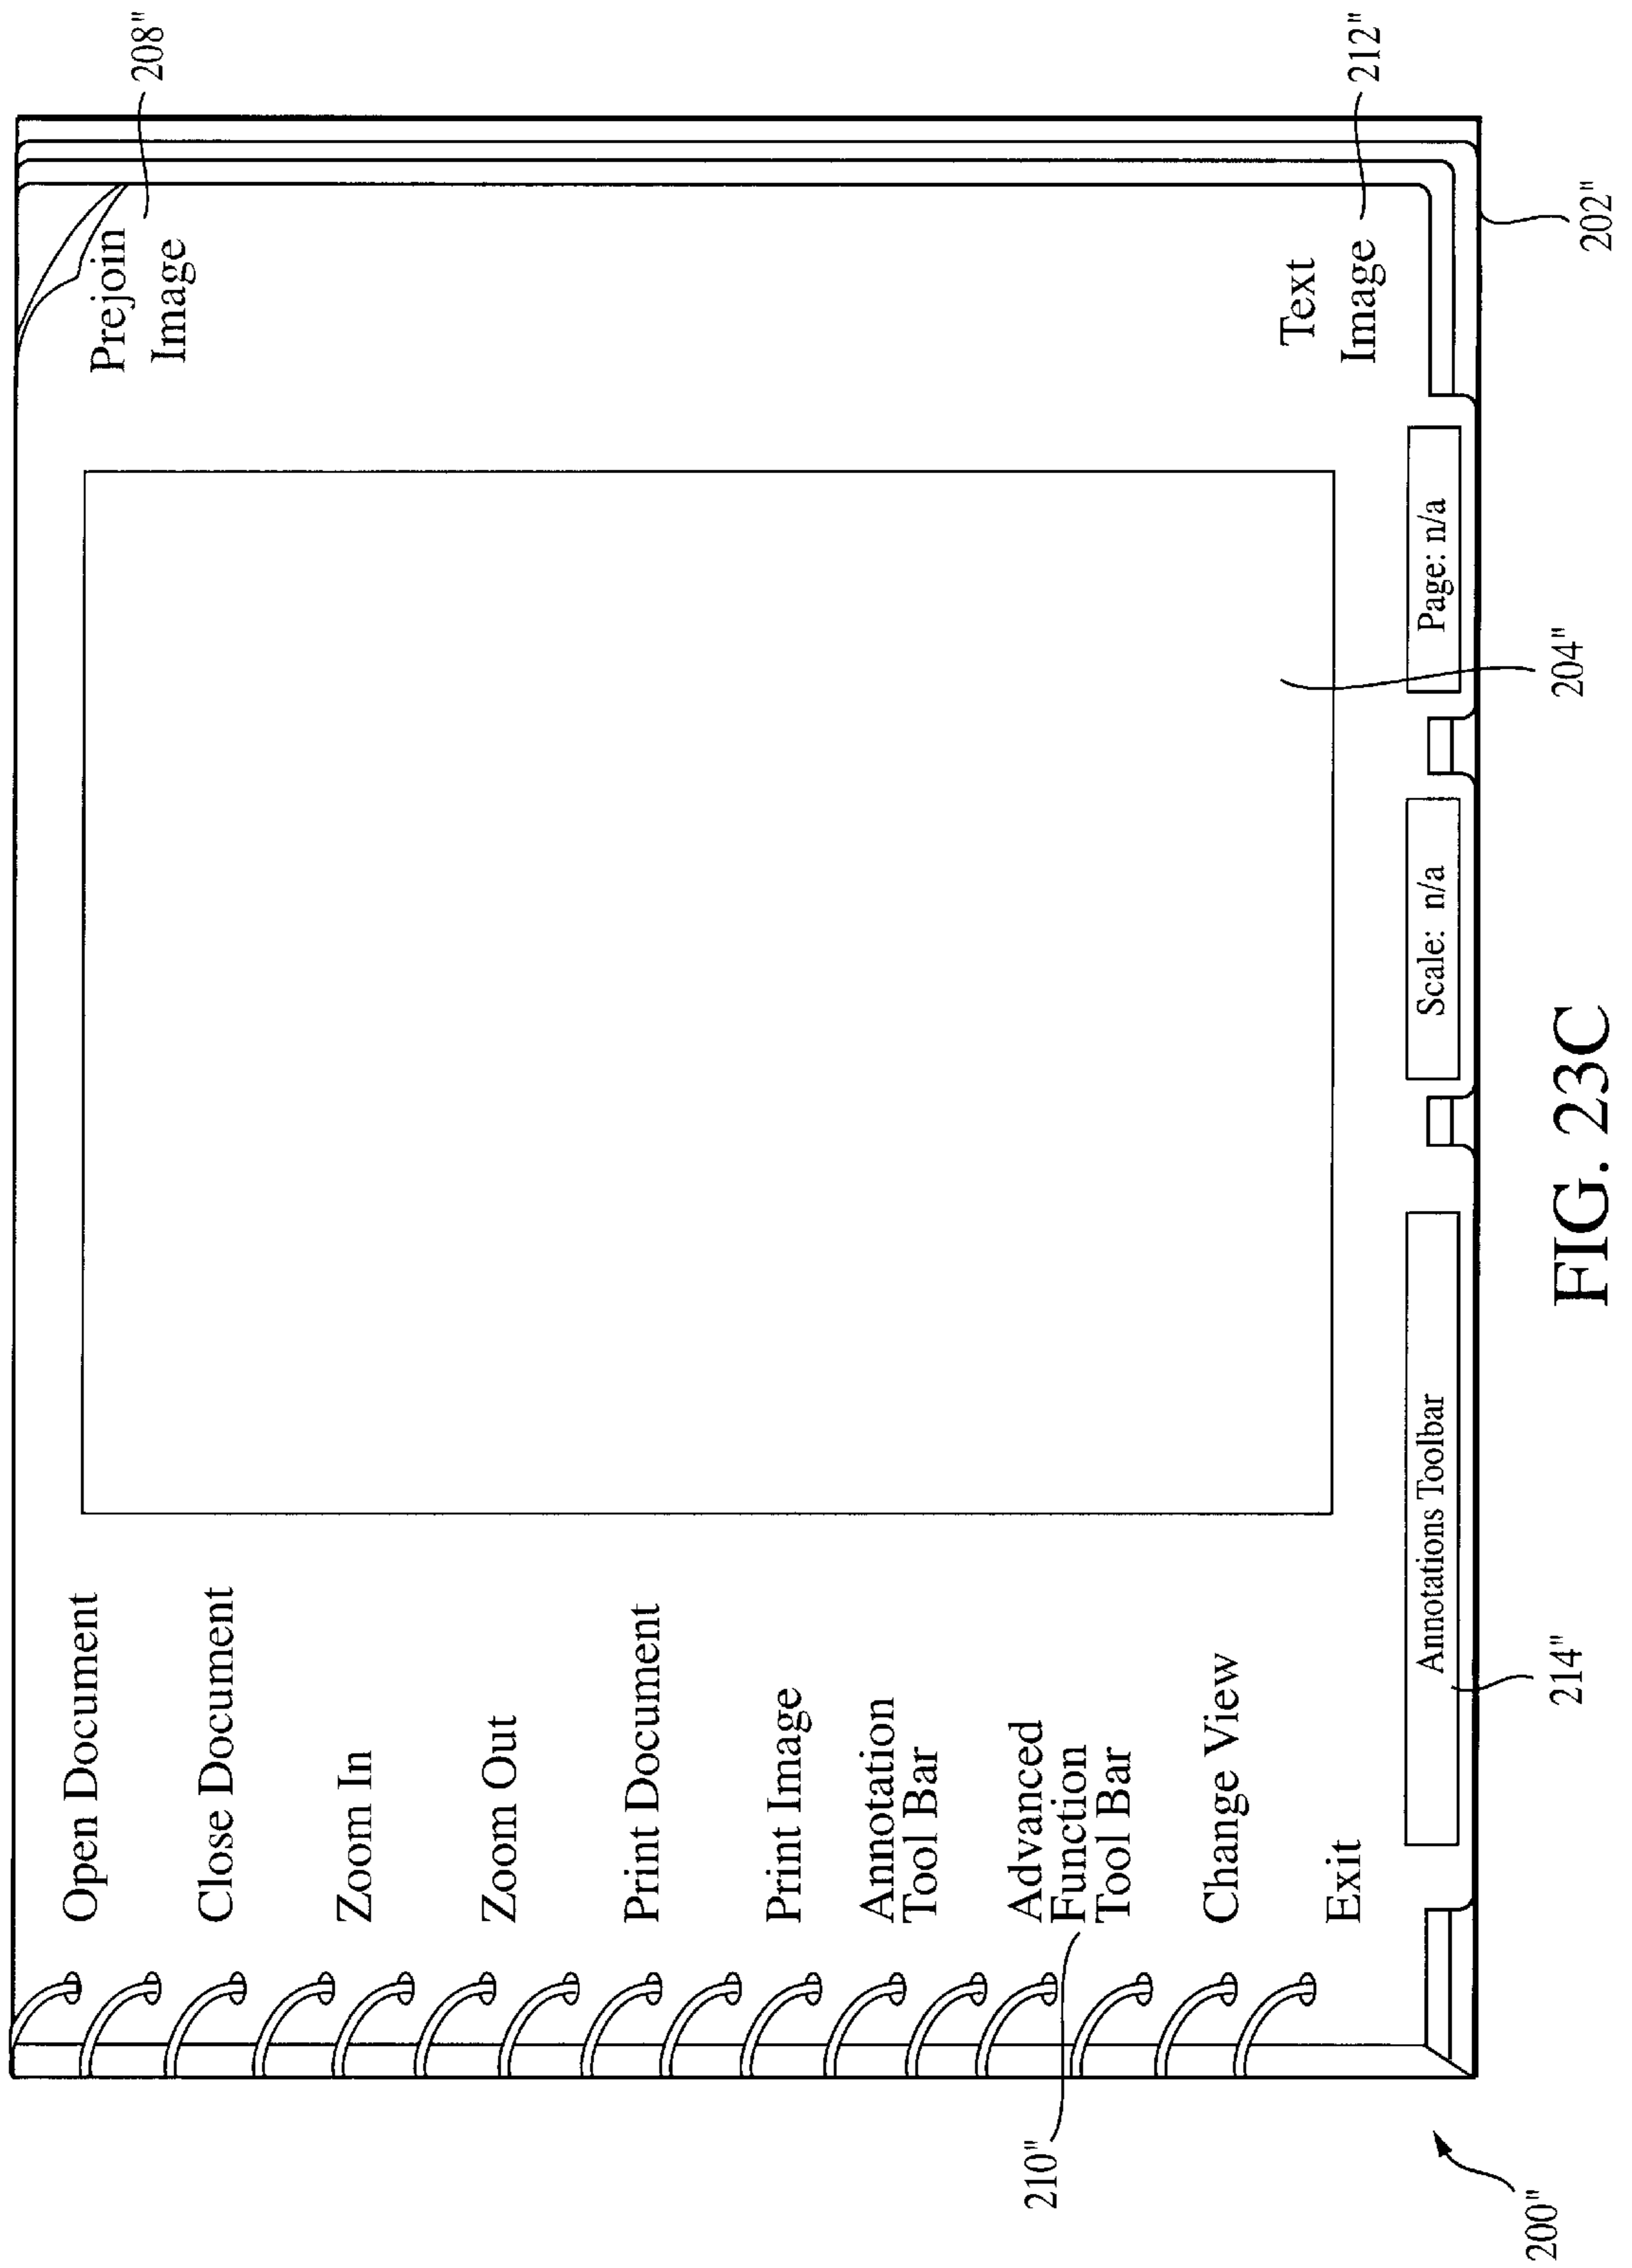 Open Document
Close Document
Zoom In
Zoom Out
Print Document
Print Image
Annotation
Tool Bar
Advanced
Function
Tool Bar
Change View
Exit
Prejoin
Image
Text
Image
Annotations Toolbar
Scale: n/a
Page: n/a
208"
212"
210"
200"
214"
204"
202"
FIG. 23C